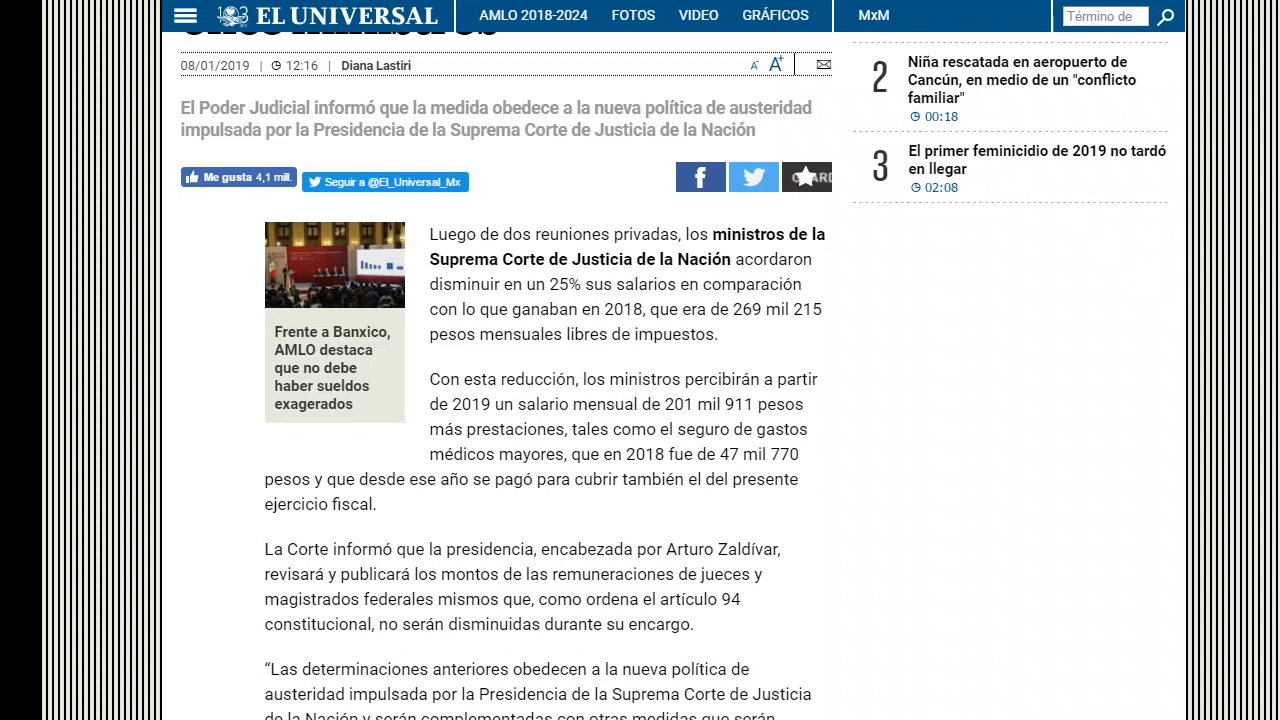 EL UNIVERSAL
AMLO 2018-2024 FOTOS VIDEO GRÁFICOS MxM Término de
08/01/2019 | 12:16 | Diana Lastiri
A- A+
El Poder Judicial informó que la medida obedece a la nueva política de austeridad
impulsada por la Presidencia de la Suprema Corte de Justicia de la Nación
Me gusta 4,1 mill.
Seguir a @El_Universal_Mx
Frente a Banxico,
AMLO destaca
que no debe
haber sueldos
exagerados
Luego de dos reuniones privadas, los ministros de la
Suprema Corte de Justicia de la Nación acordaron
disminuir en un 25% sus salarios en comparación
con lo que ganaban en 2018, que era de 269 mil 215
pesos mensuales libres de impuestos.
Con esta reducción, los ministros percibirán a partir
de 2019 un salario mensual de 201 mil 911 pesos
más prestaciones, tales como el seguro de gastos
médicos mayores, que en 2018 fue de 47 mil 770
pesos y que desde ese año se pagó para cubrir también el del presente
ejercicio fiscal.
La Corte informó que la presidencia, encabezada por Arturo Zaldívar,
revisará y publicará los montos de las remuneraciones de jueces y
magistrados federales mismos que, como ordena el artículo 94
constitucional, no serán disminuidas durante su encargo.
“Las determinaciones anteriores obedecen a la nueva política de
austeridad impulsada por la Presidencia de la Suprema Corte de Justicia
de la Nación y serán complementadas con otras medidas que serán
2
Niña rescatada en aeropuerto de
Cancún, en medio de un "conflicto
familiar"
00:18
3
El primer feminicidio de 2019 no tardó
en llegar
02:08